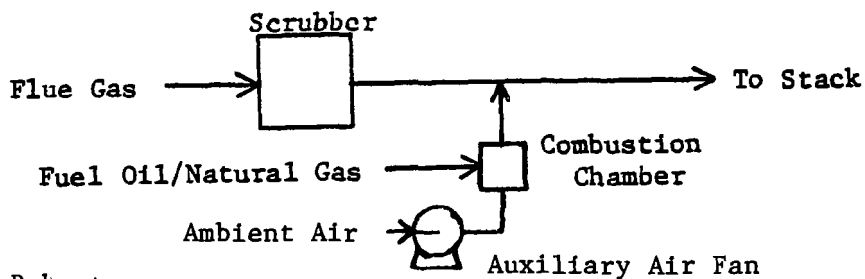 Scrubber
Flue Gas
To Stack
Fuel Oil/Natural Gas
Combustion
Chamber
Ambient Air
Auxiliary Air Fan